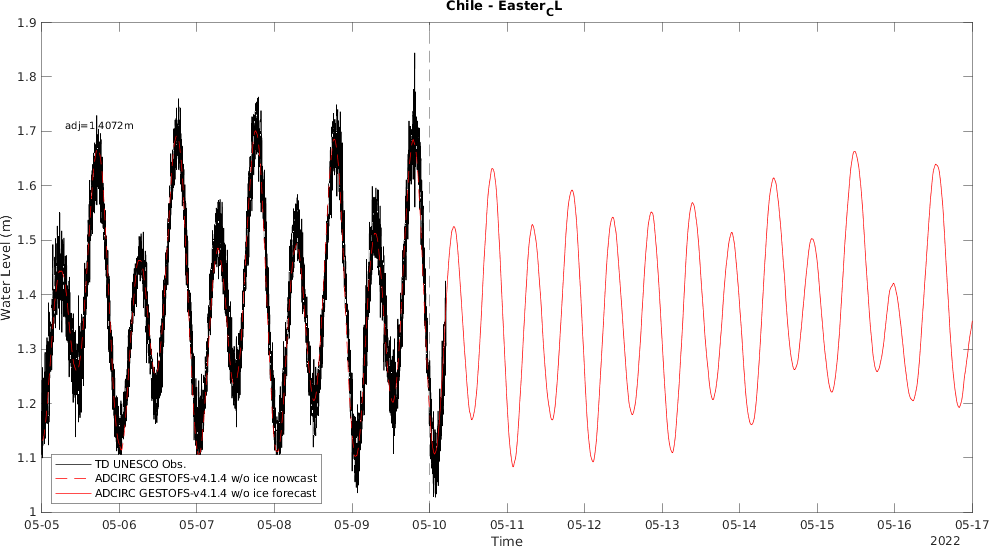 Chile - Easter_CL
1.9
1.8
1.7
1.6
1.5
1.4
1.3
1.2
1.1
1
Water Level (m)
adj=1.4072m
TD UNESCO Obs.
ADCIRC GESTOFS-v4.1.4 w/o ice nowcast
ADCIRC GESTOFS-v4.1.4 w/o ice forecast
05-05 05-06 05-07 05-08 05-09 05-10 05-11 05-12 05-13 05-14 05-15 05-16 05-17
Time
2022